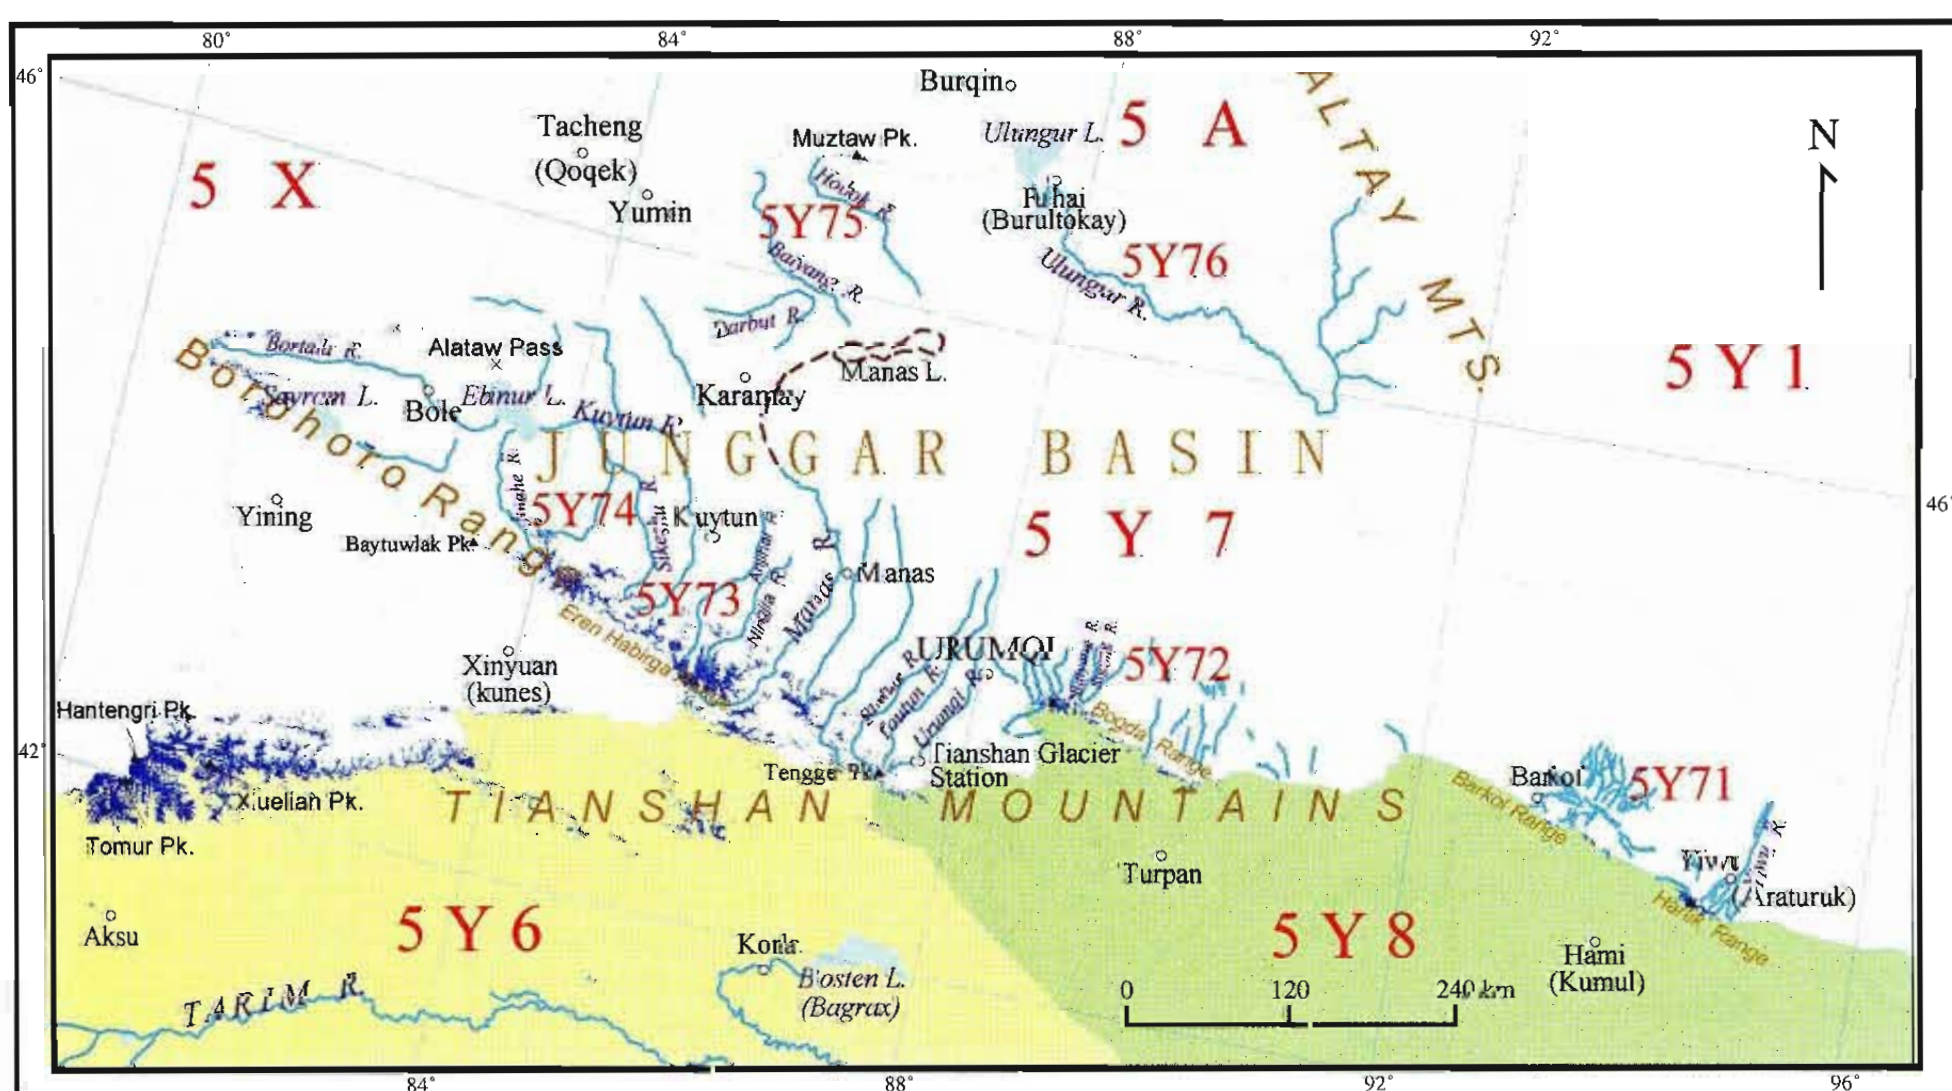 80°
84°
88°
92°
46°
Burqin
Tacheng
(Qoqek)
Yumin
Muztaw Pk.
Ulungur L.
5 A
ALTAY MTS.
N
5 X
Hobok R.
5Y75
Fuhai
(Burultokay)
5Y76
Baiyang R.
Ulungur R.
Darbut R.
Bortala R.
Alataw Pass
Manas L.
5 Y 1
Borohoro Range
Sayram L.
Bole
Ebinur L.
Karamay
Kuytun R.
JUNGGAR BASIN
Jinghe R.
5Y74
Yining
Kuytun
5 Y 7
46°
Baytuwlak Pk.
Manas R.
Manas
5Y73
Eren Habirga
Xinyuan
(kunes)
URUMQI
5Y72
Urumqi R.
Hantengri Pk.
Bogda Range
42°
Tianshan Glacier
Station
Tengge Pk.
Xuelian Pk.
TIANSHAN MOUNTAINS
Barkol
5Y71
Barkol Range
Tomur Pk.
Turpan
Yiwu
(Araturuk)
Yiwu R.
Aksu
5 Y 6
5 Y 8
Harlik Range
Korla
Hami
(Kumul)
Bosten L.
(Bagrax)
TARIM R.
0 120 240 km
84°
88°
92°
96°